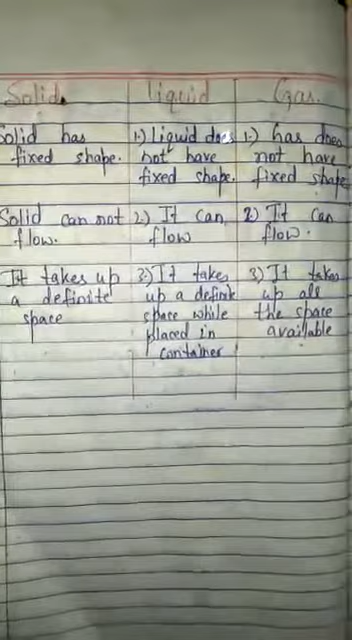 Solid. liquid Gas.
Solid has
fixed shape.
Solid can not
flow.
It takes up
a definite
space
1.) Liquid does
not have
fixed shape.
2.) It can
flow
3.) It takes
up a definite
space while
placed in
container
1.) Gas does
not have
fixed shape
2.) It can
flow.
3.) It takes
up all
the space
available